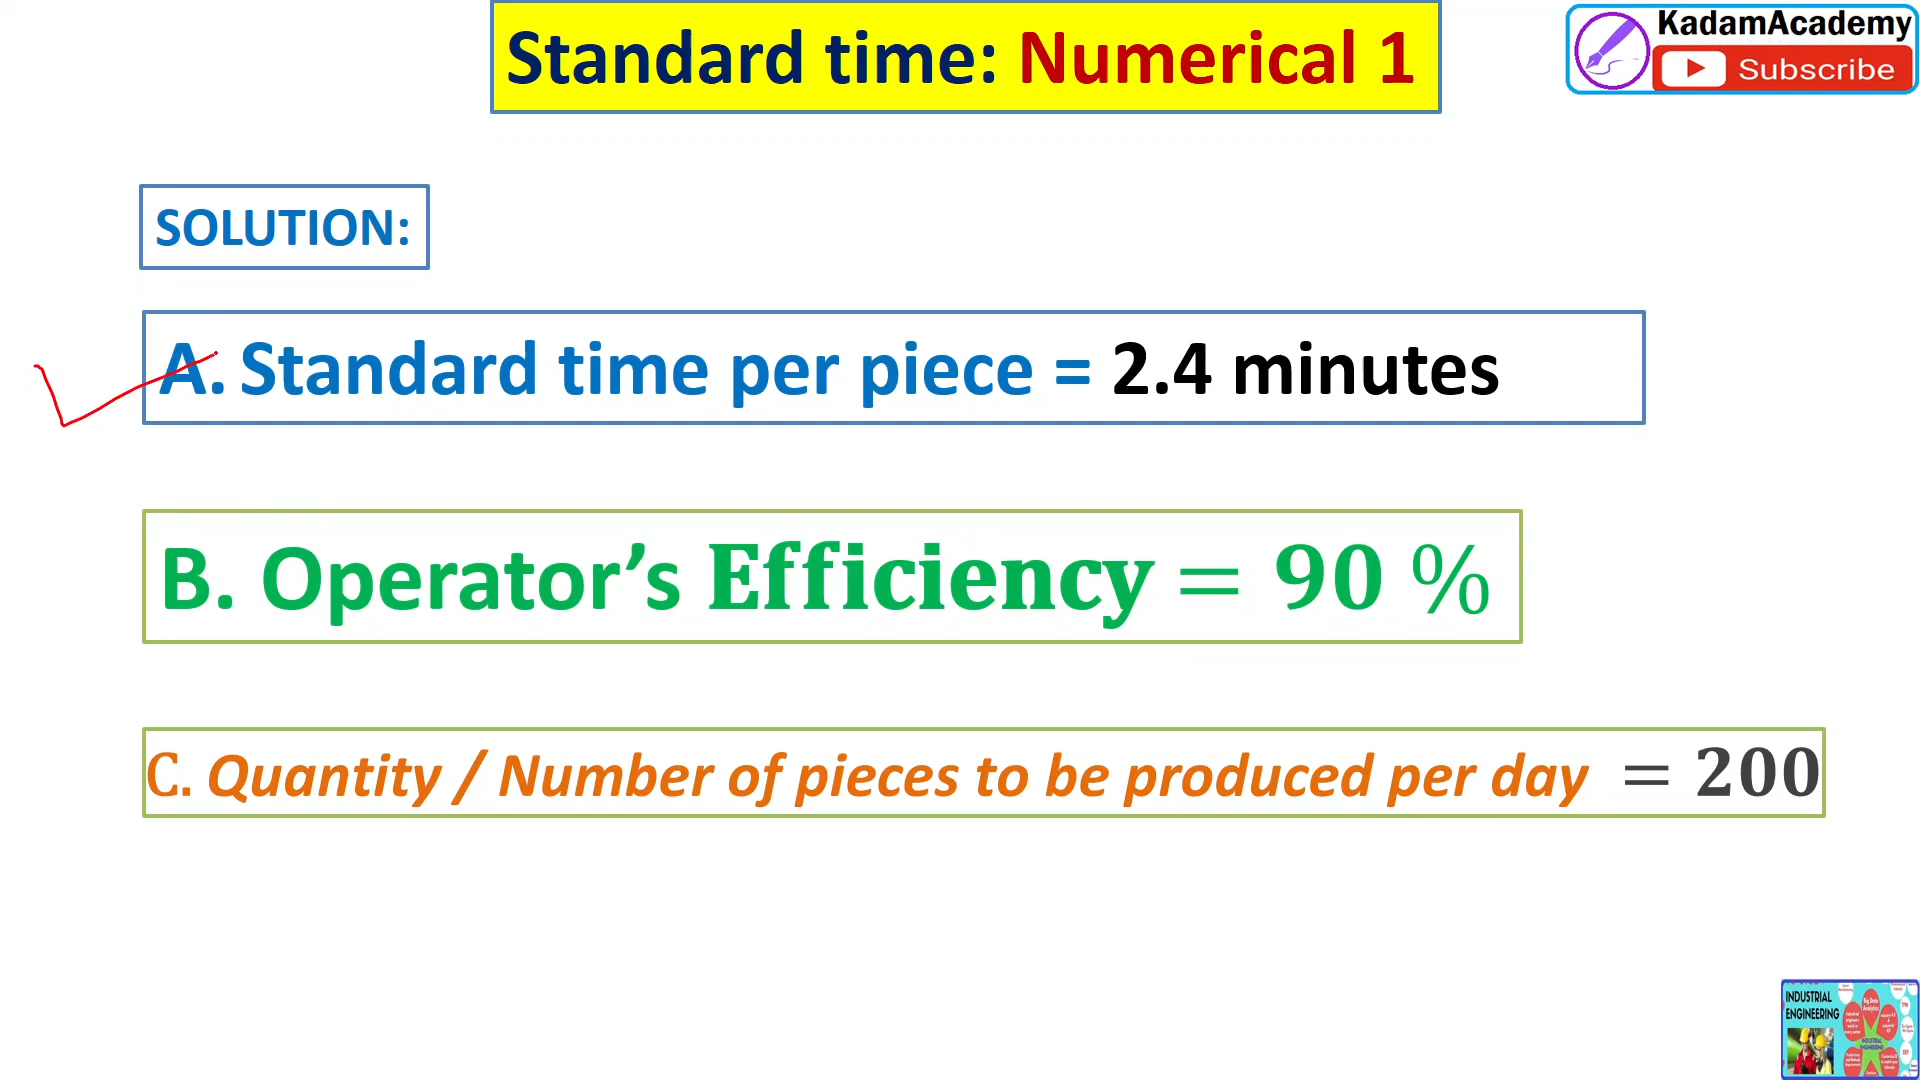 Standard time: Numerical 1
KadamAcademy
Subscribe
SOLUTION:
A. Standard time per piece = 2.4 minutes
B. Operator’s Efficiency = 90 %
C. Quantity / Number of pieces to be produced per day = 200
INDUSTRIAL
ENGINEERING